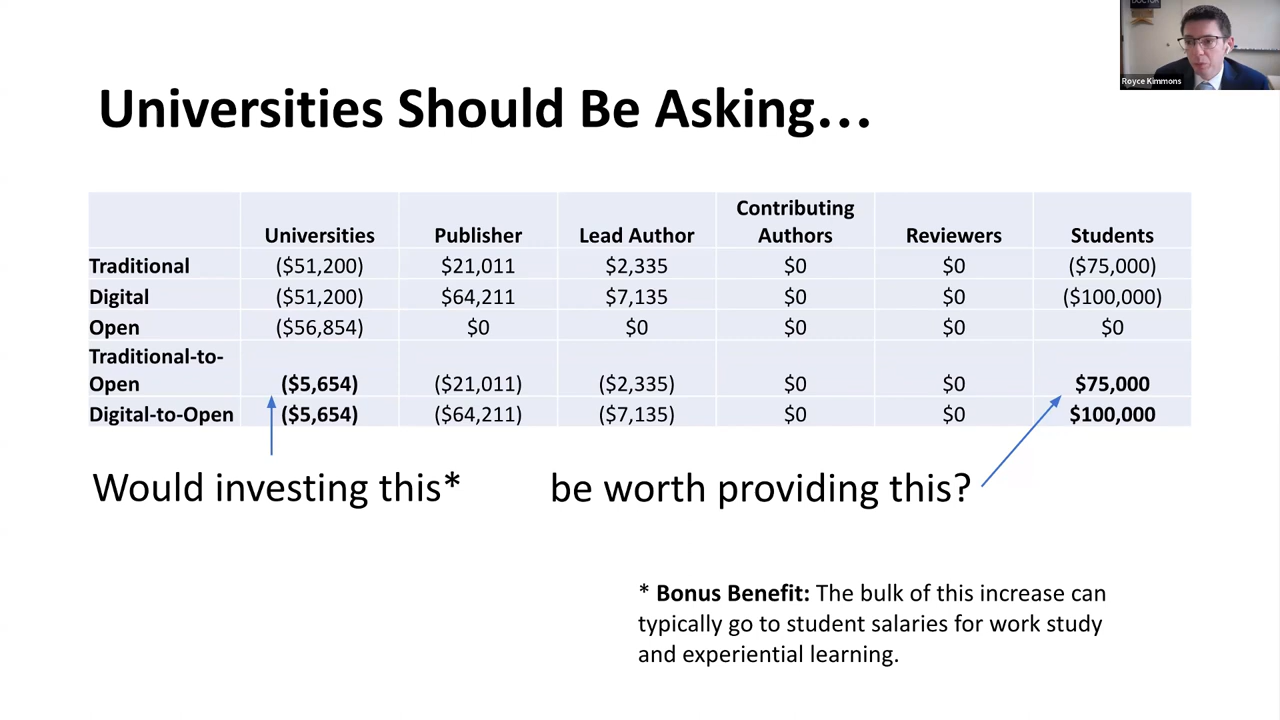 DOCTOR
Royce Kimmons
Universities Should Be Asking…
Contributing
Universities Publisher Lead Author Authors Reviewers Students
Traditional ($51,200) $21,011 $2,335 $0 $0 ($75,000)
Digital ($51,200) $64,211 $7,135 $0 $0 ($100,000)
Open ($56,854) $0 $0 $0 $0 $0
Traditional-to-
Open ($5,654) ($21,011) ($2,335) $0 $0 $75,000
Digital-to-Open ($5,654) ($64,211) ($7,135) $0 $0 $100,000
Would investing this* be worth providing this?
* Bonus Benefit: The bulk of this increase can
typically go to student salaries for work study
and experiential learning.